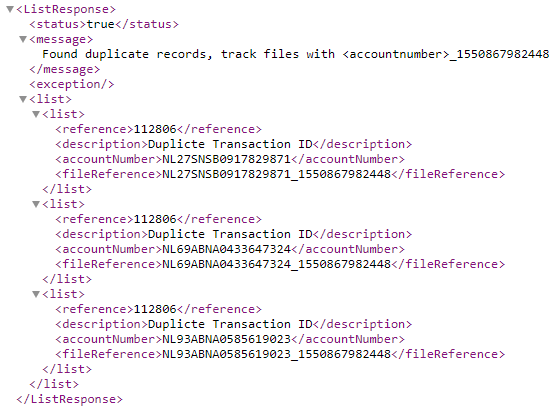 <ListResponse>
<status>true</status>
<message>
Found duplicate records, track files with <accountnumber>_1550867982448
</message>
<exception/>
<list>
<list>
<reference>112806</reference>
<description>Duplicte Transaction ID</description>
<accountNumber>NL27SNSB0917829871</accountNumber>
<fileReference>NL27SNSB0917829871_1550867982448</fileReference>
</list>
<list>
<reference>112806</reference>
<description>Duplicte Transaction ID</description>
<accountNumber>NL69ABNA0433647324</accountNumber>
<fileReference>NL69ABNA0433647324_1550867982448</fileReference>
</list>
<list>
<reference>112806</reference>
<description>Duplicte Transaction ID</description>
<accountNumber>NL93ABNA0585619023</accountNumber>
<fileReference>NL93ABNA0585619023_1550867982448</fileReference>
</list>
</list>
</ListResponse>